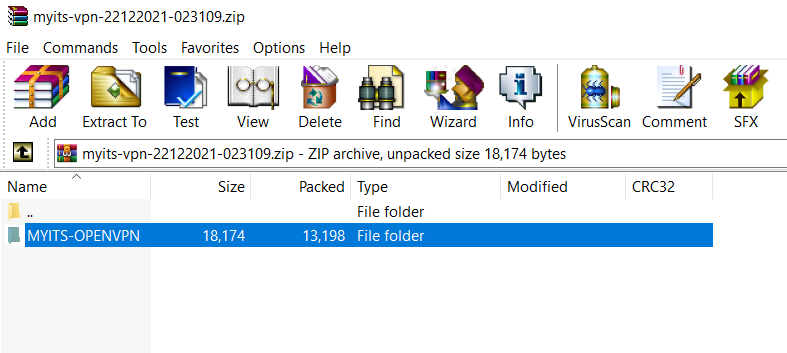 myits-vpn-22122021-023109.zip
File Commands Tools Favorites Options Help
Add Extract To Test View Delete Find Wizard Info VirusScan Comment SFX
myits-vpn-22122021-023109.zip - ZIP archive, unpacked size 18,174 bytes
Name Size Packed Type Modified CRC32
.. File folder
MYITS-OPENVPN 18,174 13,198 File folder